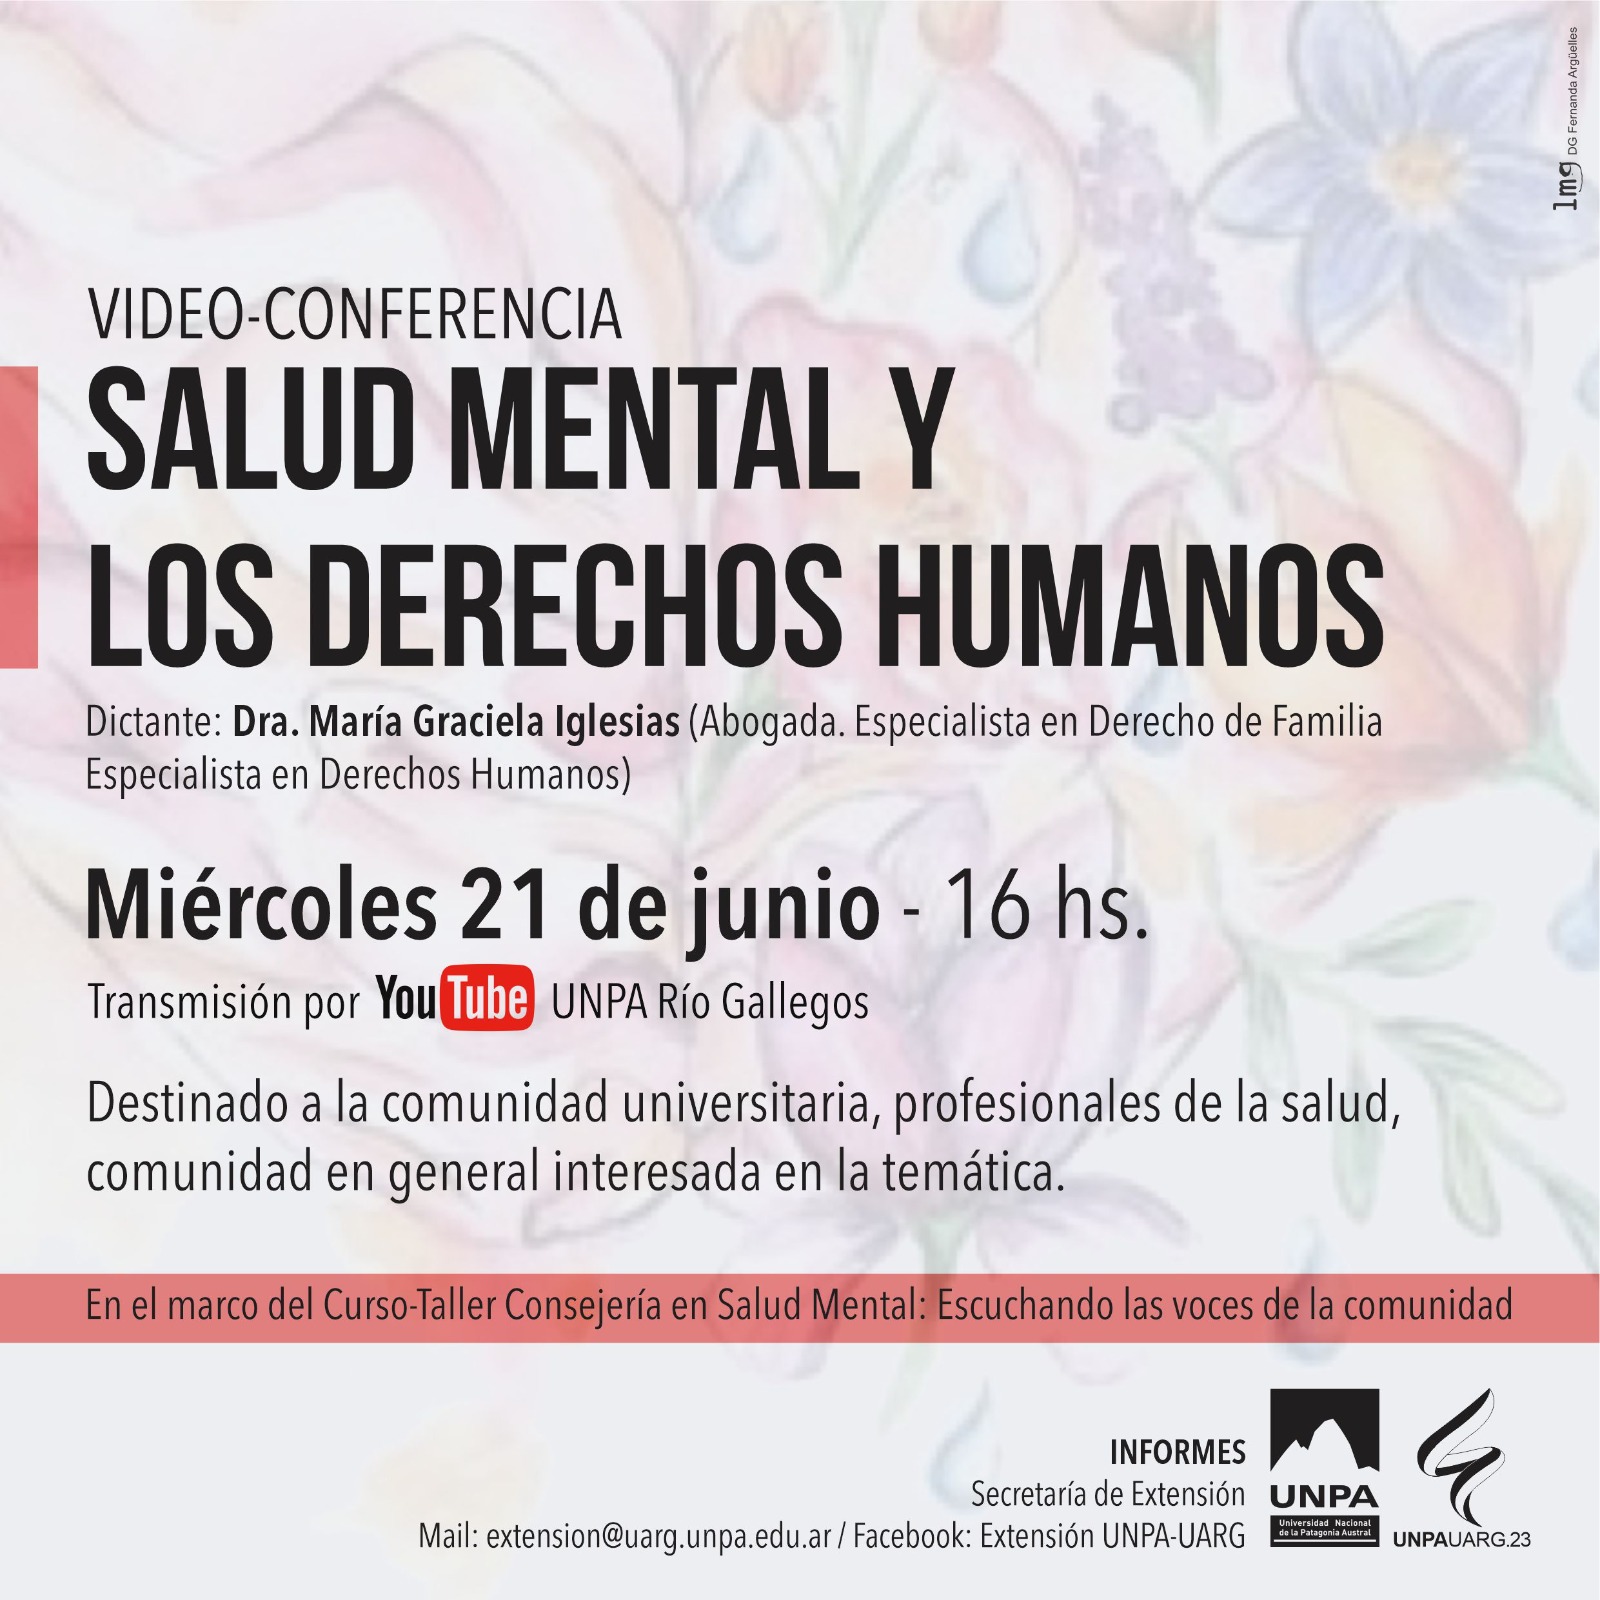 lmg DG Fernanda Argüelles
VIDEO-CONFERENCIA
SALUD MENTAL Y
LOS DERECHOS HUMANOS
Dictante: Dra. María Graciela Iglesias (Abogada. Especialista en Derecho de Familia
Especialista en Derechos Humanos)
Miércoles 21 de junio - 16 hs.
Transmisión por YouTube UNPA Río Gallegos
Destinado a la comunidad universitaria, profesionales de la salud,
comunidad en general interesada en la temática.
En el marco del Curso-Taller Consejería en Salud Mental: Escuchando las voces de la comunidad
INFORMES
Secretaría de Extensión
Mail: extension@uarg.unpa.edu.ar / Facebook: Extensión UNPA-UARG
UNPA
Universidad Nacional
de la Patagonia Austral
UNPAUARG.23